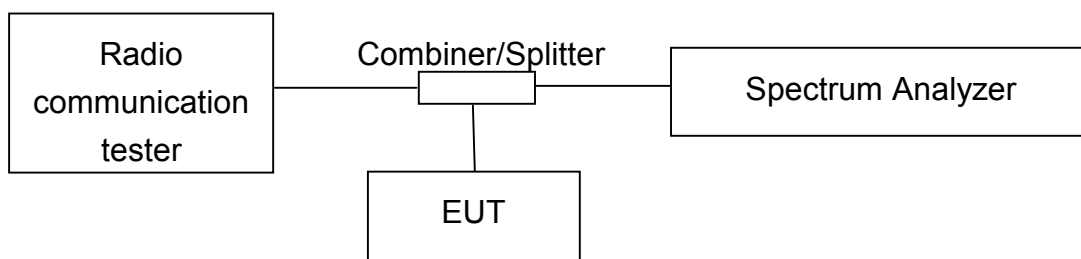 Radio
communication
tester
Combiner/Splitter
Spectrum Analyzer
EUT